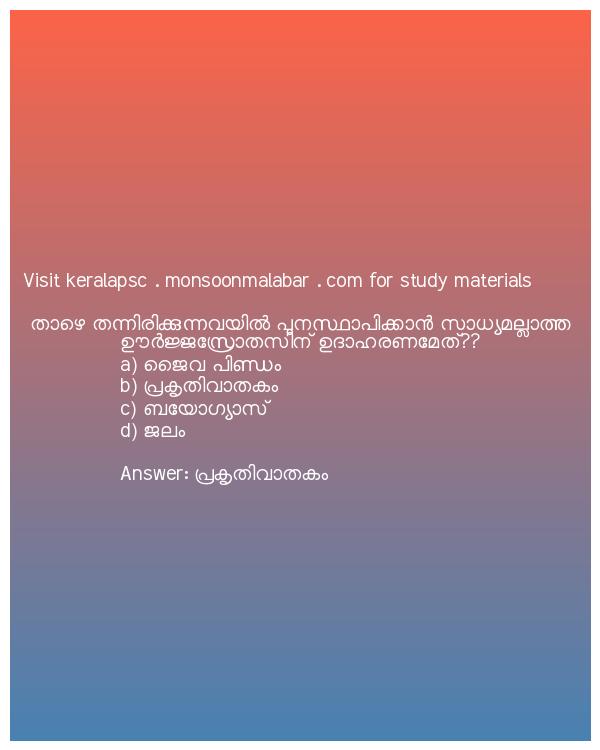 Visit keralapsc . monsoonmalabar . com for study materials
താഴെ തന്നിരിക്കുന്നവയിൽ പുനസ്ഥാപിക്കാൻ സാധ്യമല്ലാത്ത
ഊർജ്ജസ്രോതസിന് ഉദാഹരണമേത്??
a) ജൈവ പിണ്ഡം
b) പ്രകൃതിവാതകം
c) ബയോഗ്യാസ്
d) ജലം
Answer: പ്രകൃതിവാതകം